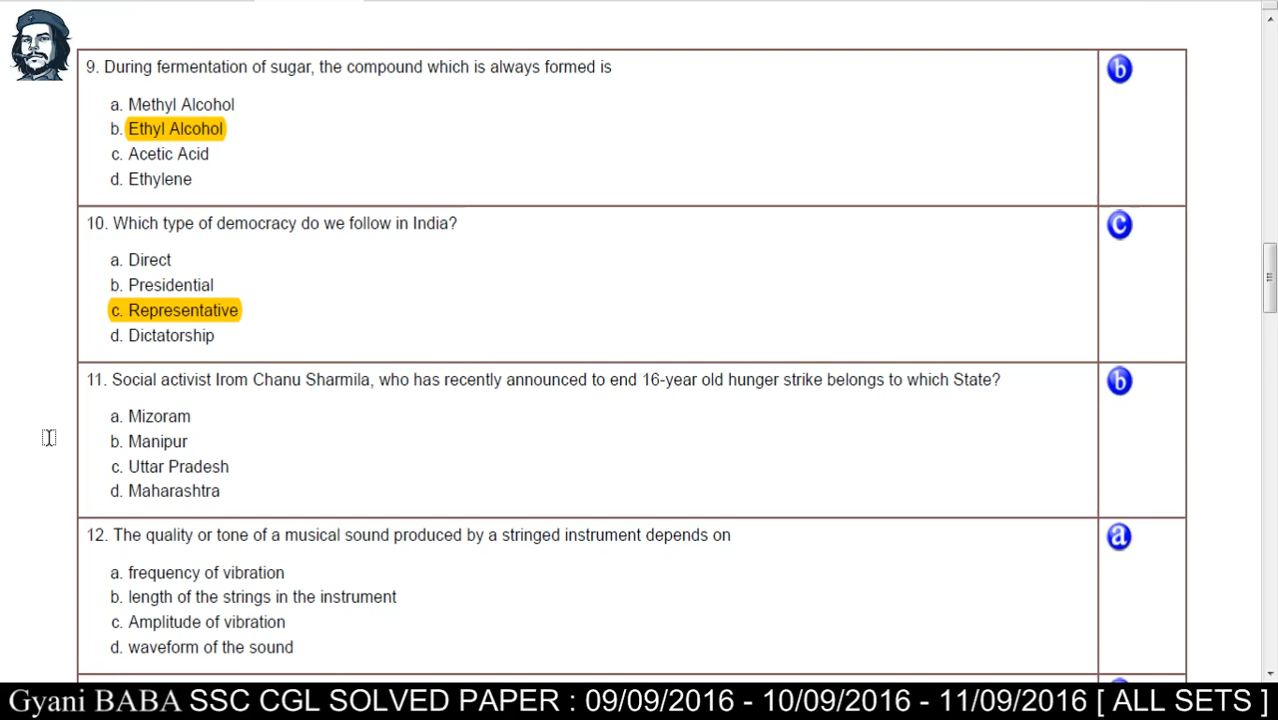 9. During fermentation of sugar, the compound which is always formed is
b
a. Methyl Alcohol
b. Ethyl Alcohol
c. Acetic Acid
d. Ethylene
10. Which type of democracy do we follow in India?
c
a. Direct
b. Presidential
c. Representative
d. Dictatorship
11. Social activist Irom Chanu Sharmila, who has recently announced to end 16-year old hunger strike belongs to which State?
b
a. Mizoram
b. Manipur
c. Uttar Pradesh
d. Maharashtra
12. The quality or tone of a musical sound produced by a stringed instrument depends on
a
a. frequency of vibration
b. length of the strings in the instrument
c. Amplitude of vibration
d. waveform of the sound
Gyani BABA SSC CGL SOLVED PAPER : 09/09/2016 - 10/09/2016 - 11/09/2016 [ ALL SETS ]